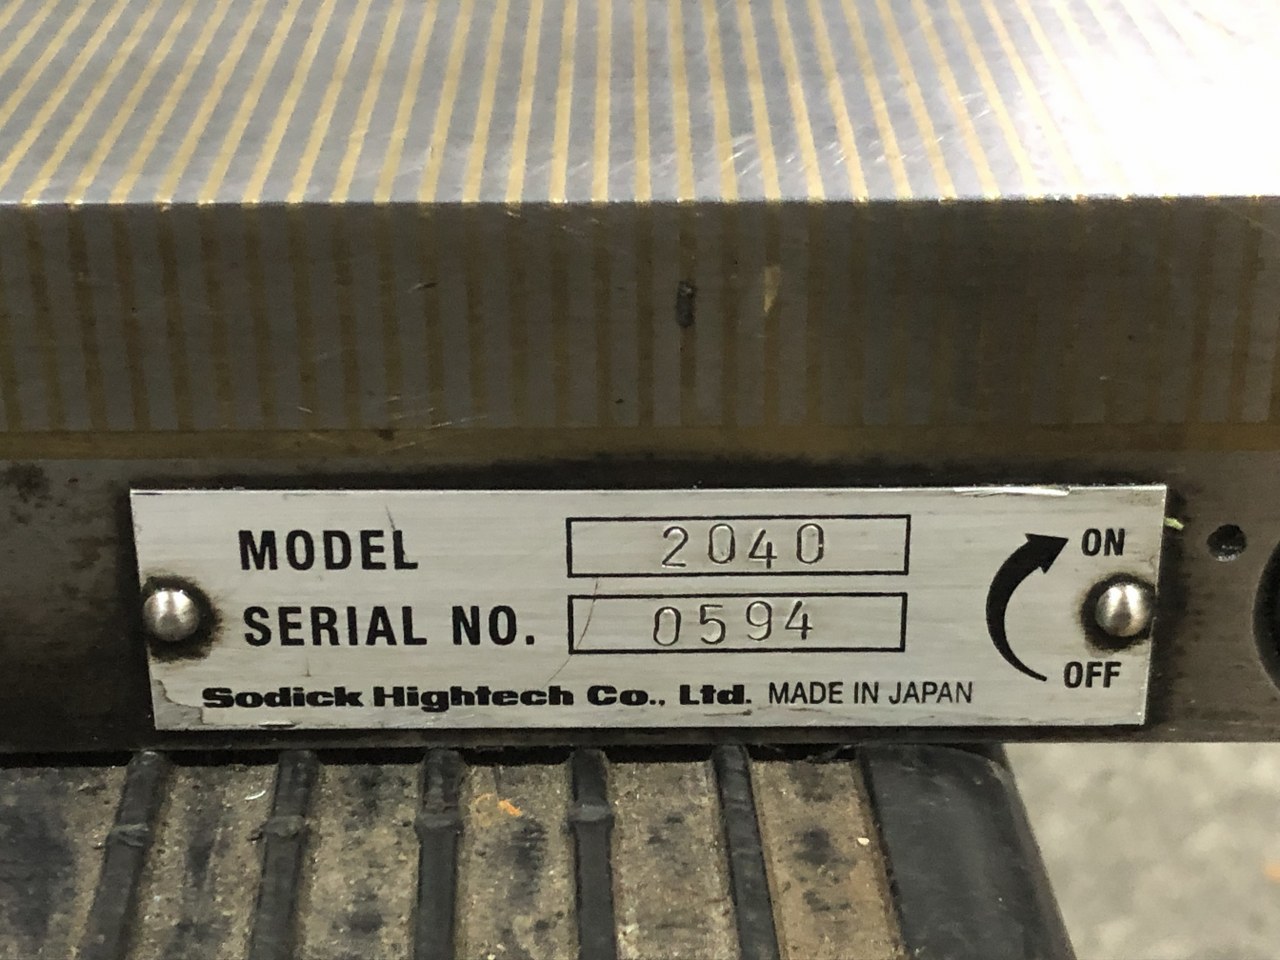 MODEL 2040
SERIAL NO. 0594
Sodick Hightech Co., Ltd. MADE IN JAPAN
ON
OFF